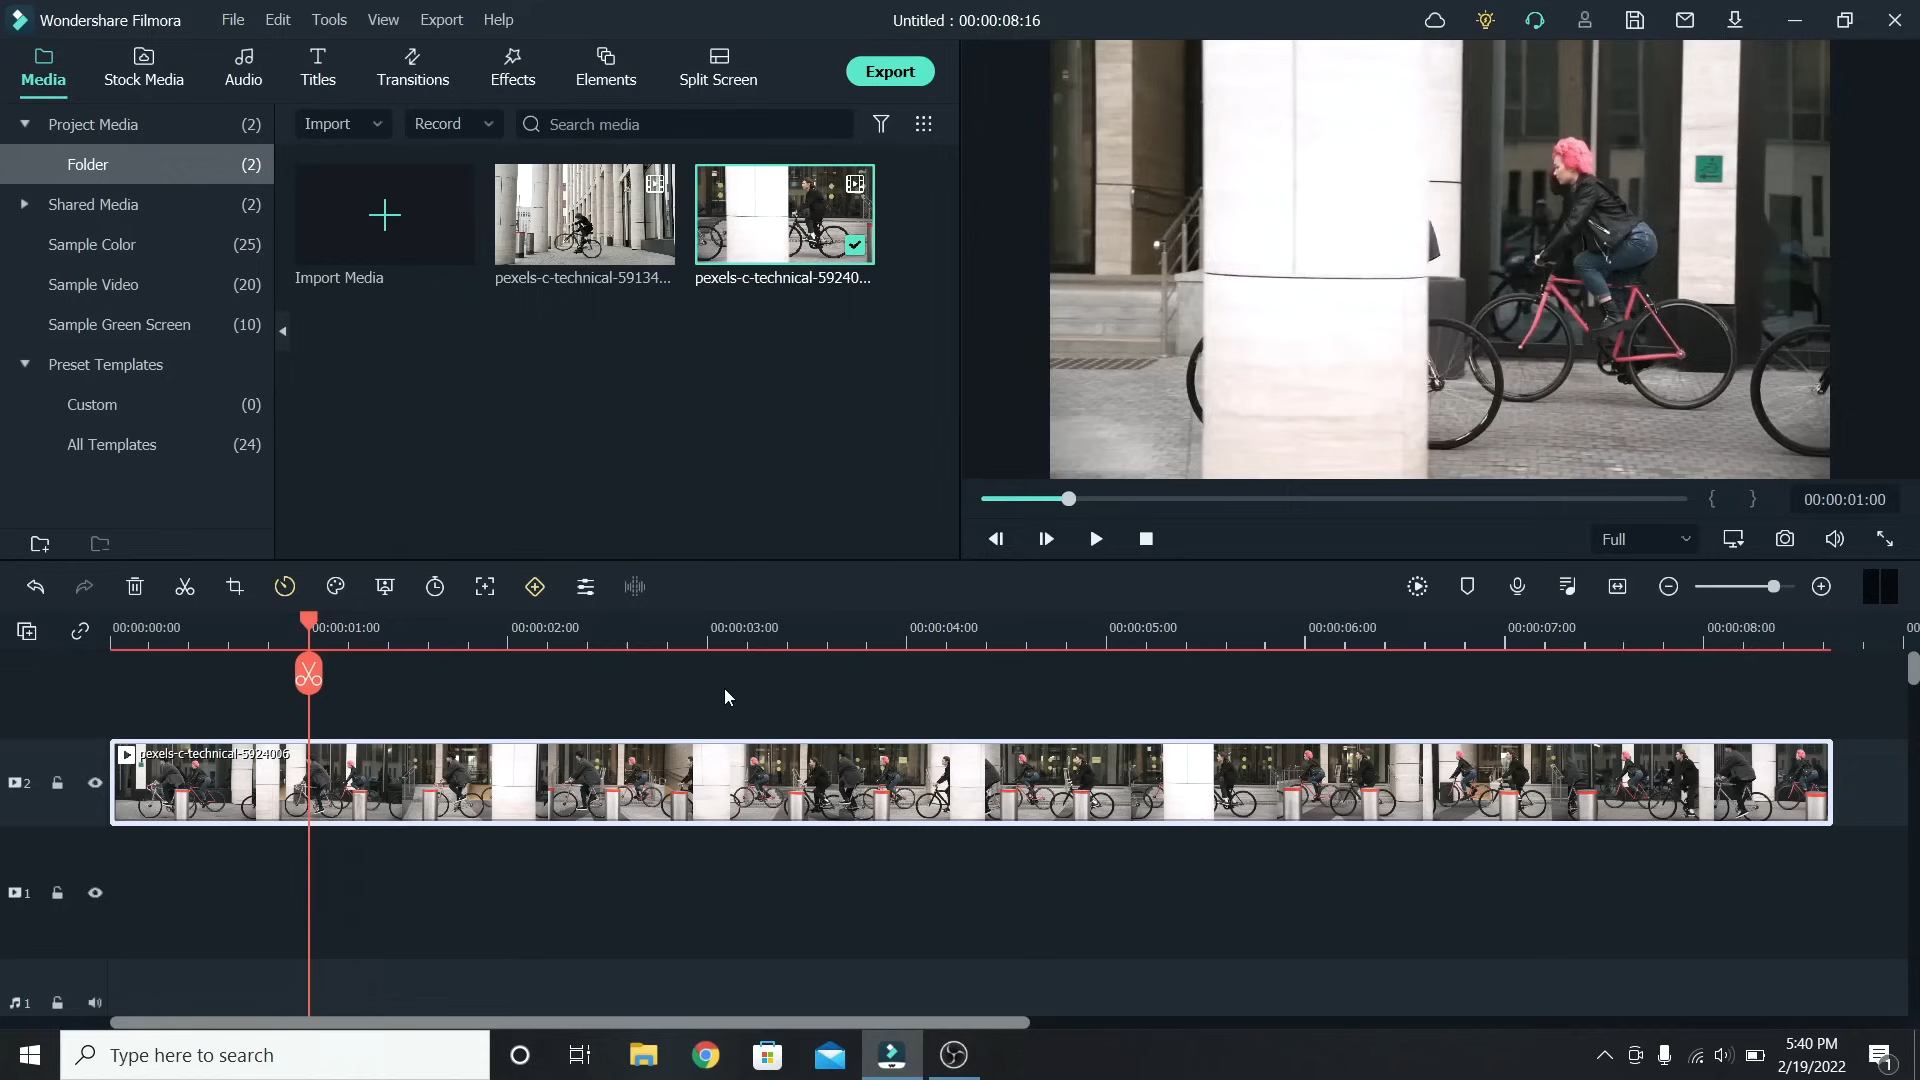 Wondershare Filmora
File
Edit
Tools
View
Export
Help
Untitled : 00:00:08:16
Media
Stock Media
Audio
Titles
Transitions
Effects
Elements
Split Screen
Export
Project Media (2)
Folder (2)
Shared Media (2)
Sample Color (25)
Sample Video (20)
Sample Green Screen (10)
Preset Templates
Custom (0)
All Templates (24)
Import
Record
Search media
Import Media
pexels-c-technical-59134...
pexels-c-technical-59240...
00:00:01:00
Full
00:00:00:00
00:00:01:00
00:00:02:00
00:00:03:00
00:00:04:00
00:00:05:00
00:00:06:00
00:00:07:00
00:00:08:00
00
pexels-c-technical-5924006
2
1
1
Type here to search
5:40 PM
2/19/2022
1